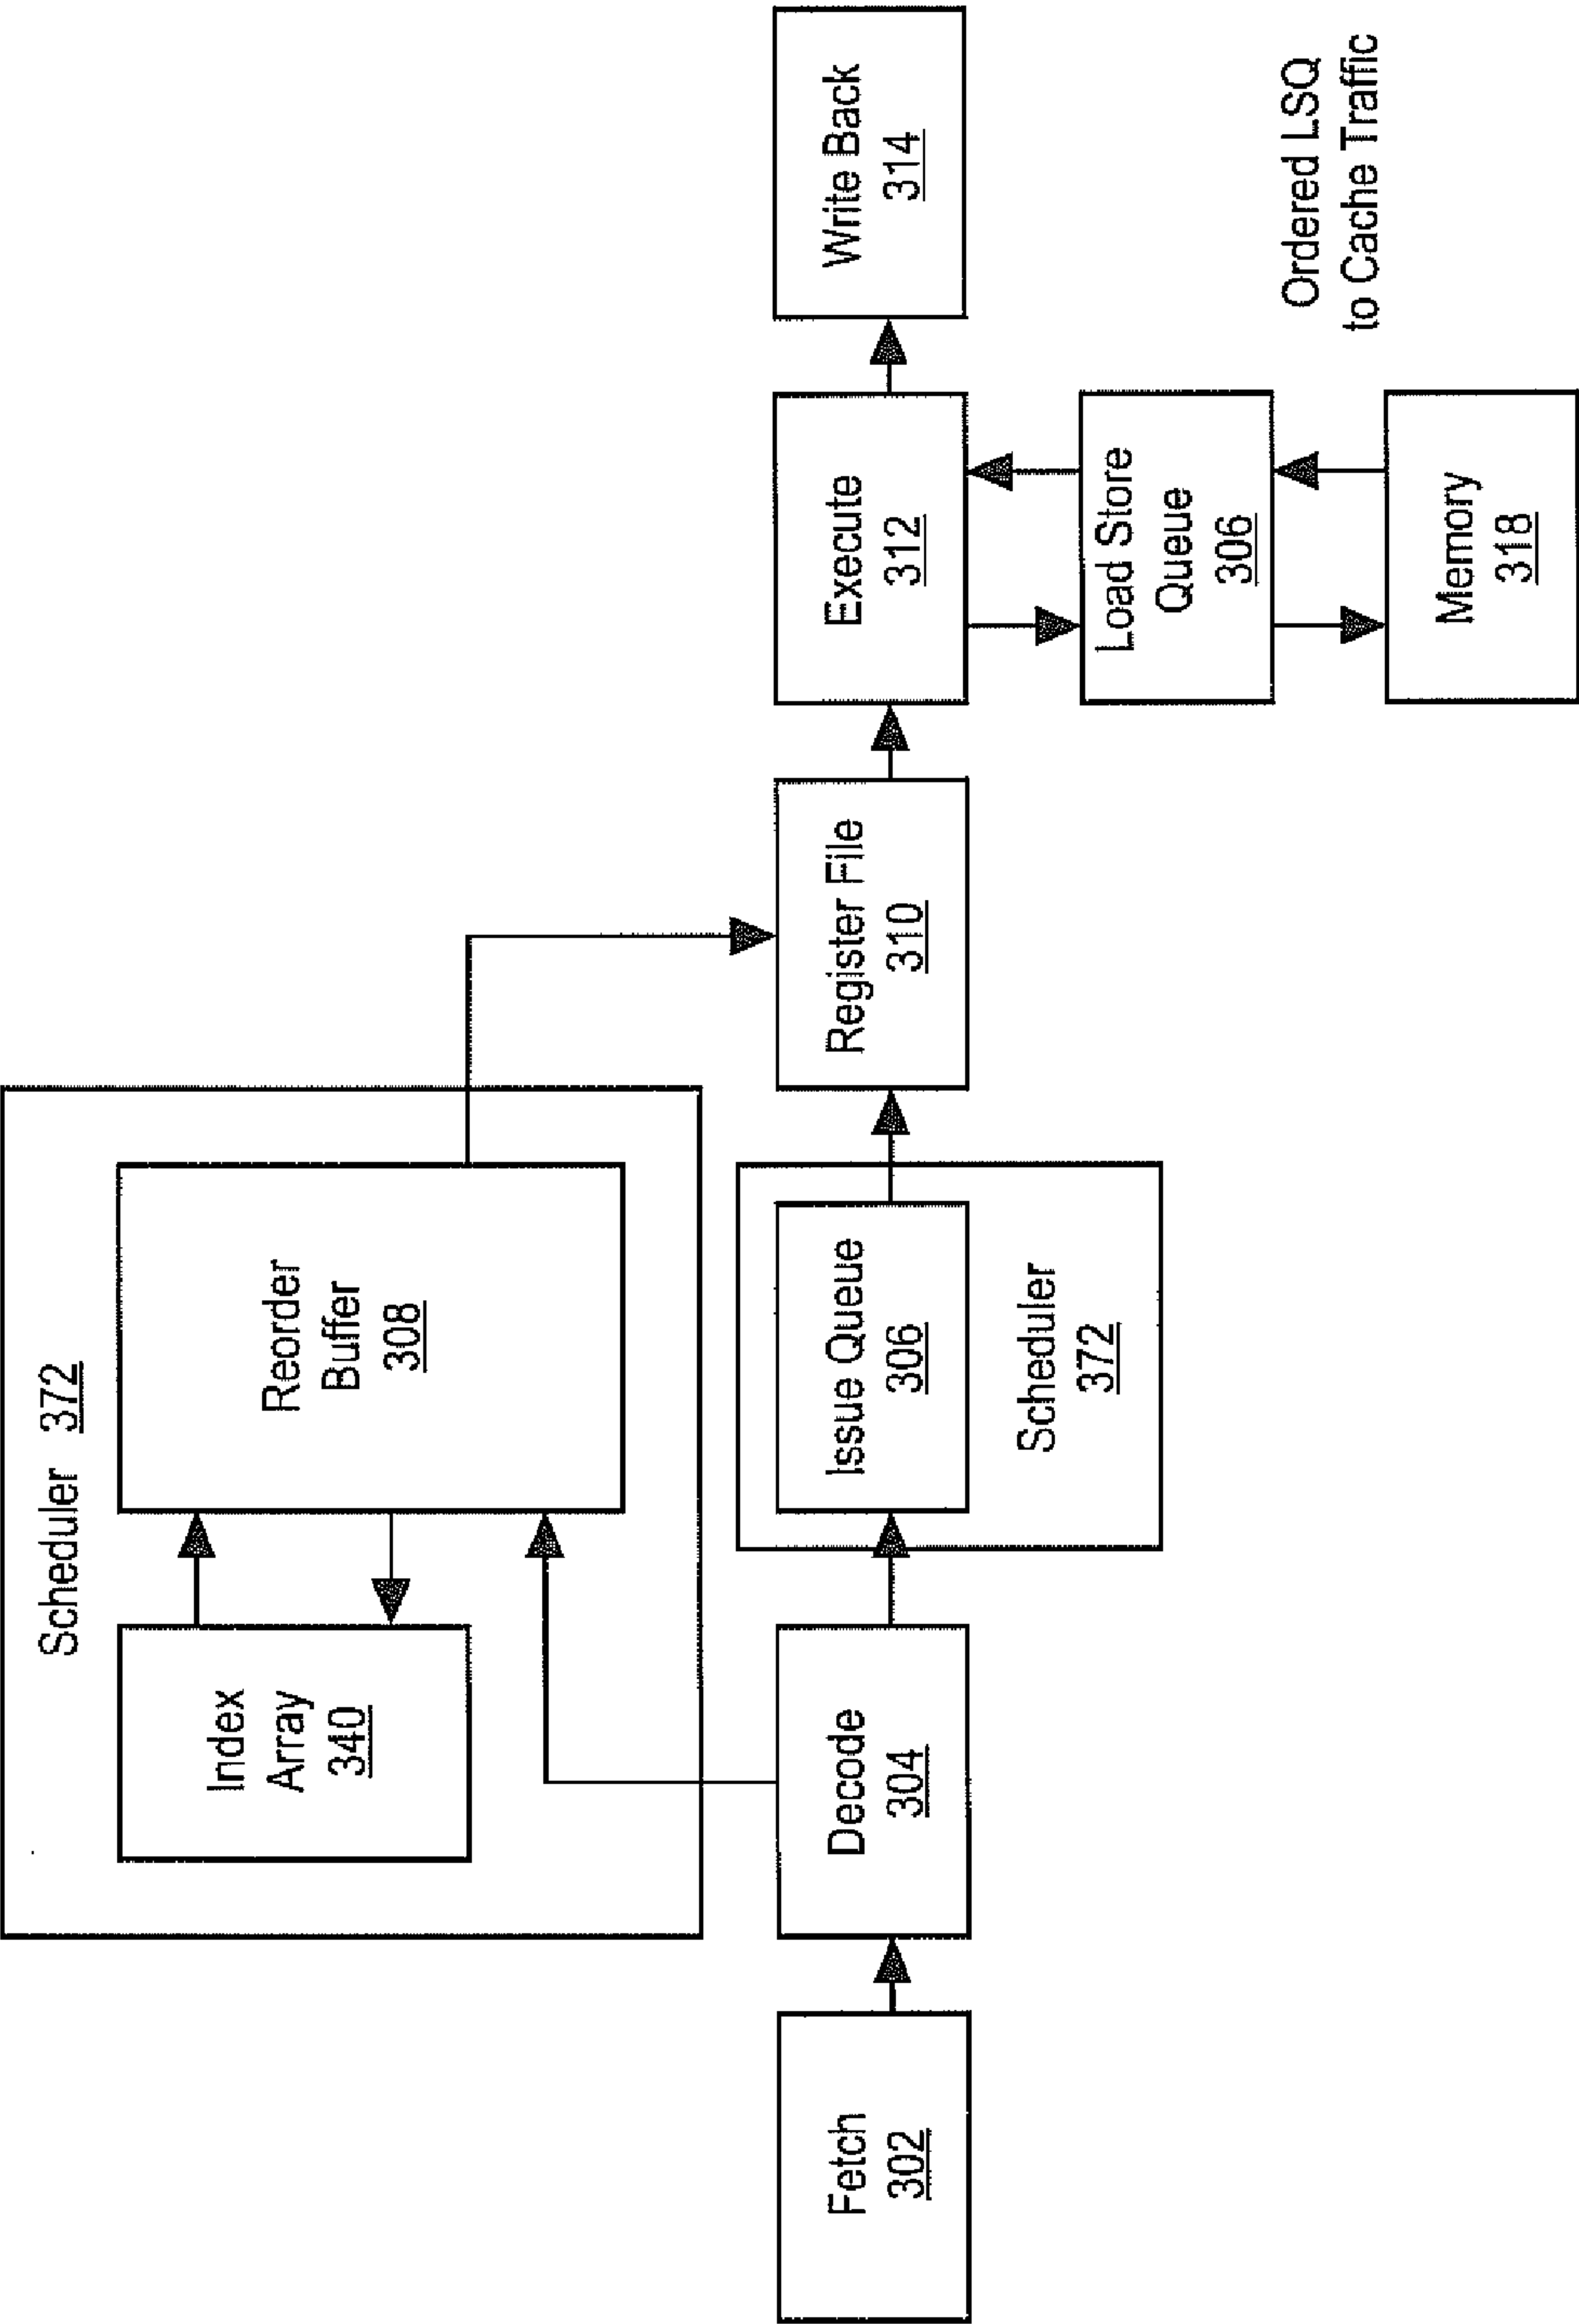 Scheduler 372
Index
Array
340
Reorder
Buffer
308
Fetch
302
Decode
304
Issue Queue
306
Scheduler
372
Register File
310
Execute
312
Write Back
314
Load Store
Queue
306
Memory
318
Ordered LSQ
to Cache Traffic